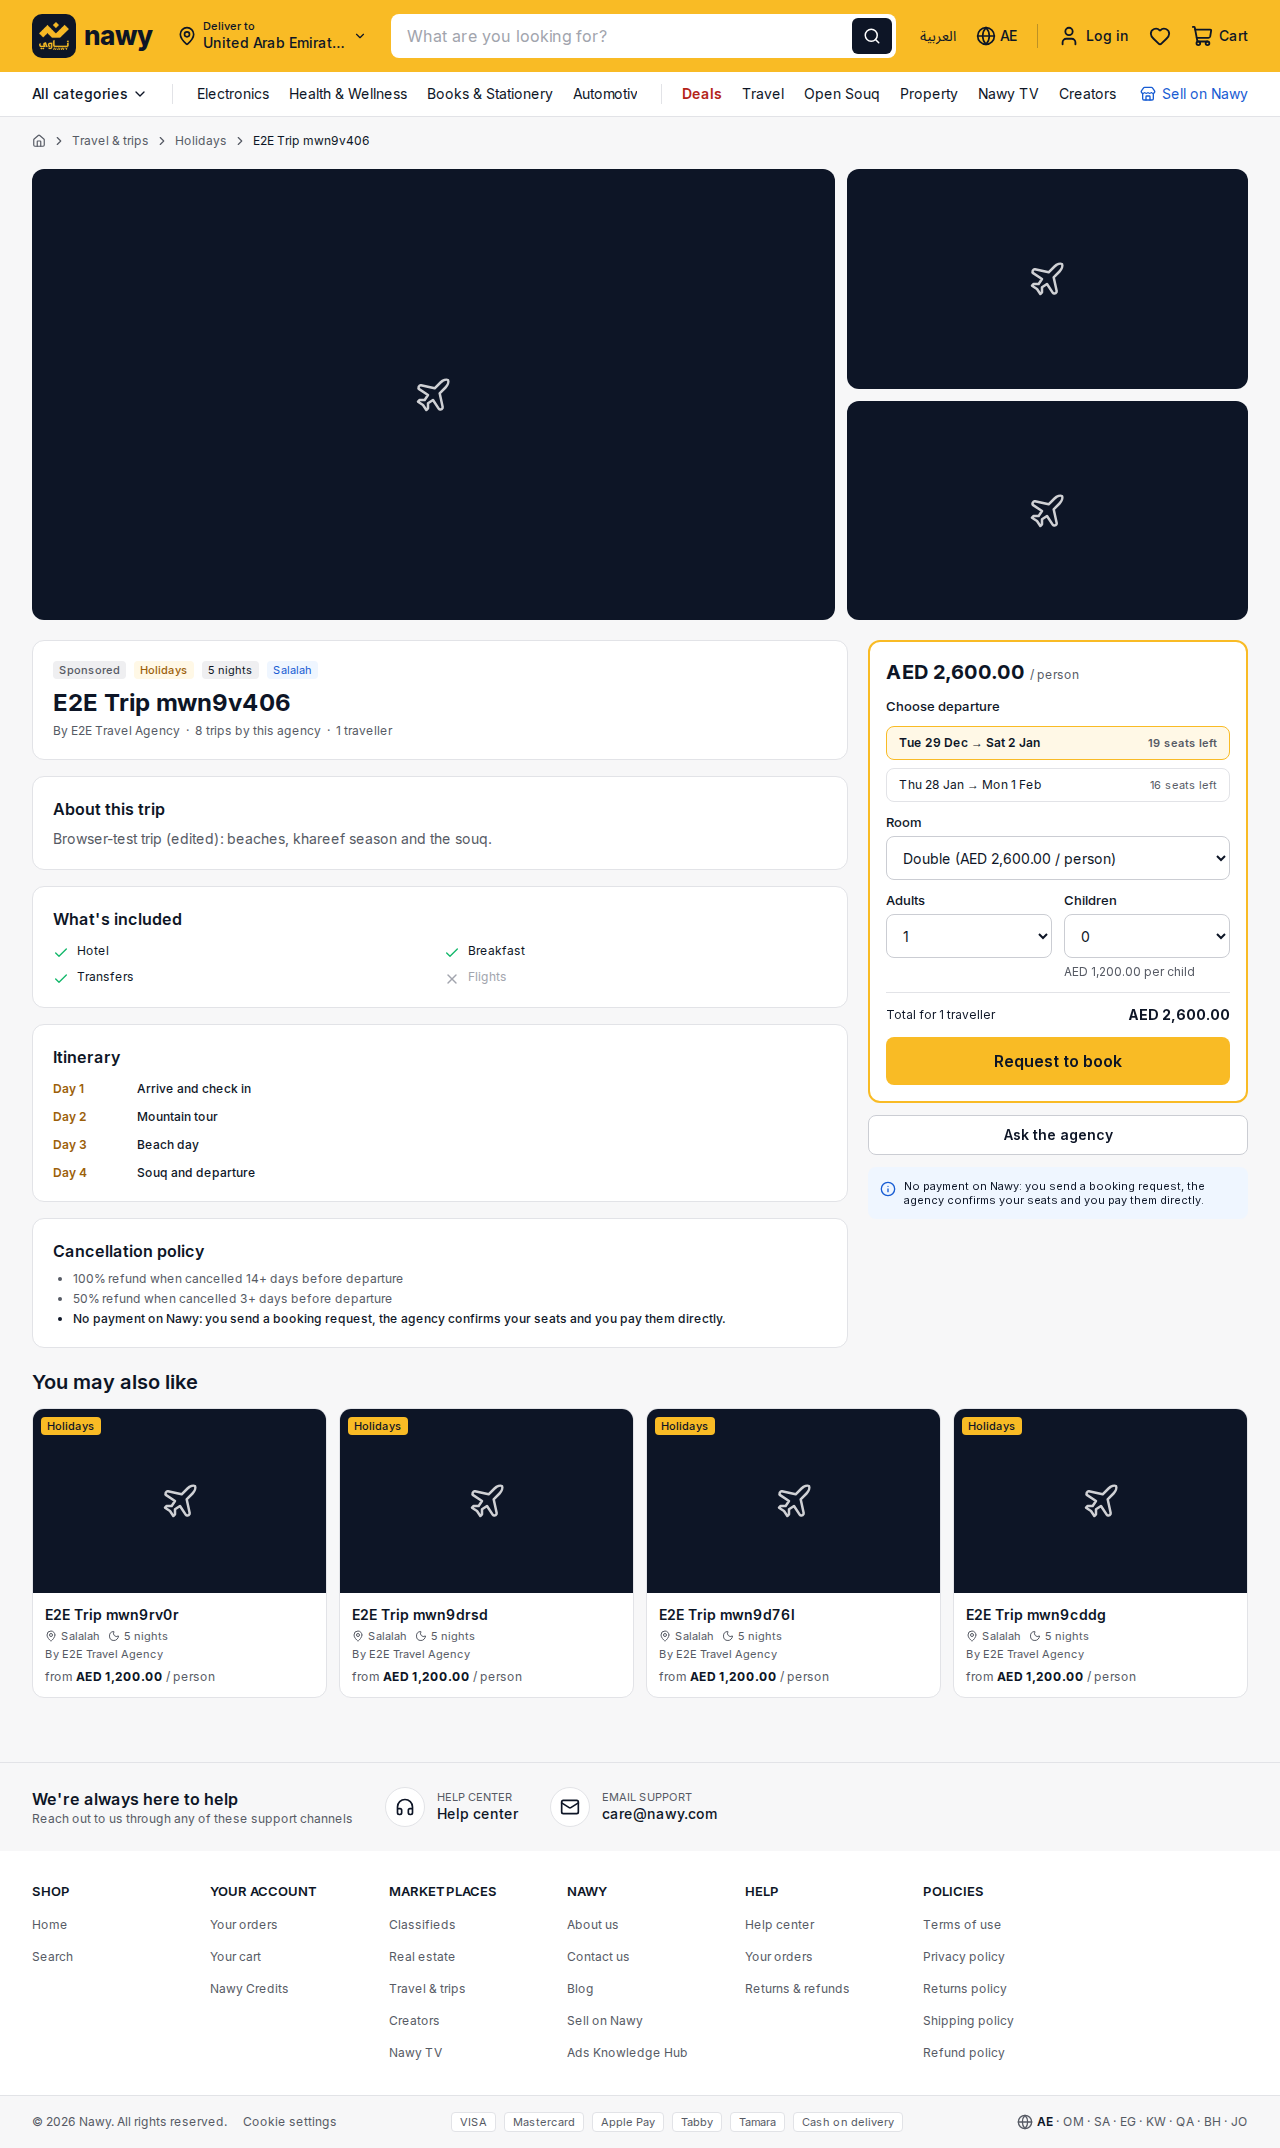 ناوي
NAWY
nawy
Deliver to
United Arab Emirat...
What are you looking for?
العربية
AE
Log in
Cart
All categories
Electronics
Health & Wellness
Books & Stationery
Automotiv
Deals
Travel
Open Souq
Property
Nawy TV
Creators
Sell on Nawy
Travel & trips
Holidays
E2E Trip mwn9v406
Sponsored
Holidays
5 nights
Salalah
E2E Trip mwn9v406
By E2E Travel Agency · 8 trips by this agency · 1 traveller
About this trip
Browser-test trip (edited): beaches, khareef season and the souq.
What's included
Hotel
Breakfast
Transfers
Flights
Itinerary
Day 1 Arrive and check in
Day 2 Mountain tour
Day 3 Beach day
Day 4 Souq and departure
Cancellation policy
• 100% refund when cancelled 14+ days before departure
• 50% refund when cancelled 3+ days before departure
• No payment on Nawy: you send a booking request, the agency confirms your seats and you pay them directly.
AED 2,600.00 / person
Choose departure
Tue 29 Dec → Sat 2 Jan 19 seats left
Thu 28 Jan → Mon 1 Feb 16 seats left
Room
Double (AED 2,600.00 / person)
Adults
Children
1
0
AED 1,200.00 per child
Total for 1 traveller AED 2,600.00
Request to book
Ask the agency
No payment on Nawy: you send a booking request, the
agency confirms your seats and you pay them directly.
You may also like
Holidays
E2E Trip mwn9rv0r
Salalah 5 nights
By E2E Travel Agency
from AED 1,200.00 / person
Holidays
E2E Trip mwn9drsd
Salalah 5 nights
By E2E Travel Agency
from AED 1,200.00 / person
Holidays
E2E Trip mwn9d76l
Salalah 5 nights
By E2E Travel Agency
from AED 1,200.00 / person
Holidays
E2E Trip mwn9cddg
Salalah 5 nights
By E2E Travel Agency
from AED 1,200.00 / person
We're always here to help
Reach out to us through any of these support channels
HELP CENTER
Help center
EMAIL SUPPORT
care@nawy.com
SHOP
Home
Search
YOUR ACCOUNT
Your orders
Your cart
Nawy Credits
MARKETPLACES
Classifieds
Real estate
Travel & trips
Creators
Nawy TV
NAWY
About us
Contact us
Blog
Sell on Nawy
Ads Knowledge Hub
HELP
Help center
Your orders
Returns & refunds
POLICIES
Terms of use
Privacy policy
Returns policy
Shipping policy
Refund policy
© 2026 Nawy. All rights reserved.
Cookie settings
VISA
Mastercard
Apple Pay
Tabby
Tamara
Cash on delivery
AE · OM · SA · EG · KW · QA · BH · JO